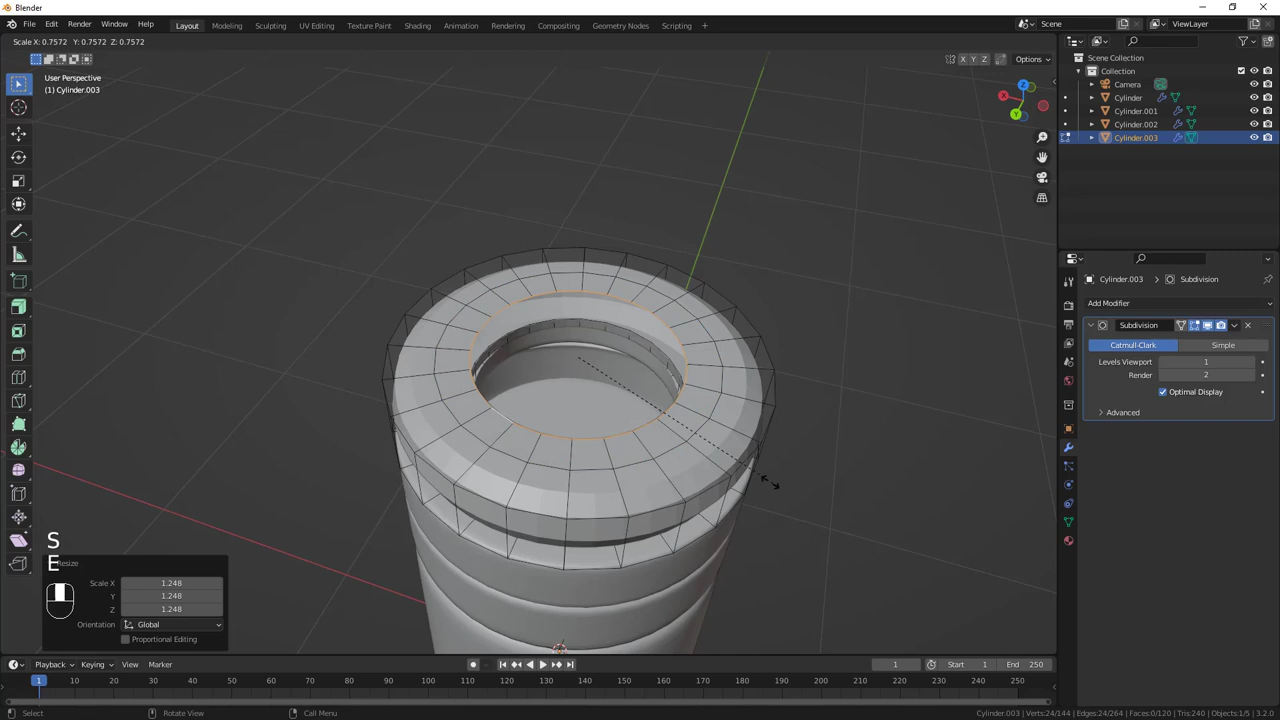 Blender
File Edit Render Window Help Layout Modeling Sculpting UV Editing Texture Paint Shading Animation Rendering Compositing Geometry Nodes Scripting + Scene ViewLayer
Scale X: 0.7572 Y: 0.7572 Z: 0.7572
X Y Z Options
User Perspective
(1) Cylinder.003
Z
X
Y
Scene Collection
Collection
Camera
Cylinder
Cylinder.001
Cylinder.002
Cylinder.003
Cylinder.003 > Subdivision
Add Modifier
Subdivision
Catmull-Clark Simple
Levels Viewport 1
Render 2
Optimal Display
Advanced
S
E
Resize
Scale X 1.248
Y 1.248
Z 1.248
Orientation Global
Proportional Editing
Playback Keying View Marker 1 Start 1 End 250
1 10 20 30 40 50 60 70 80 90 100 110 120 130 140 150 160 170 180 190 200 210 220 230 240 250
Select Rotate View Call Menu Cylinder.003 | Verts:24/144 | Edges:24/264 | Faces:0/120 | Tris:240 | Objects:1/5 | 3.2.0